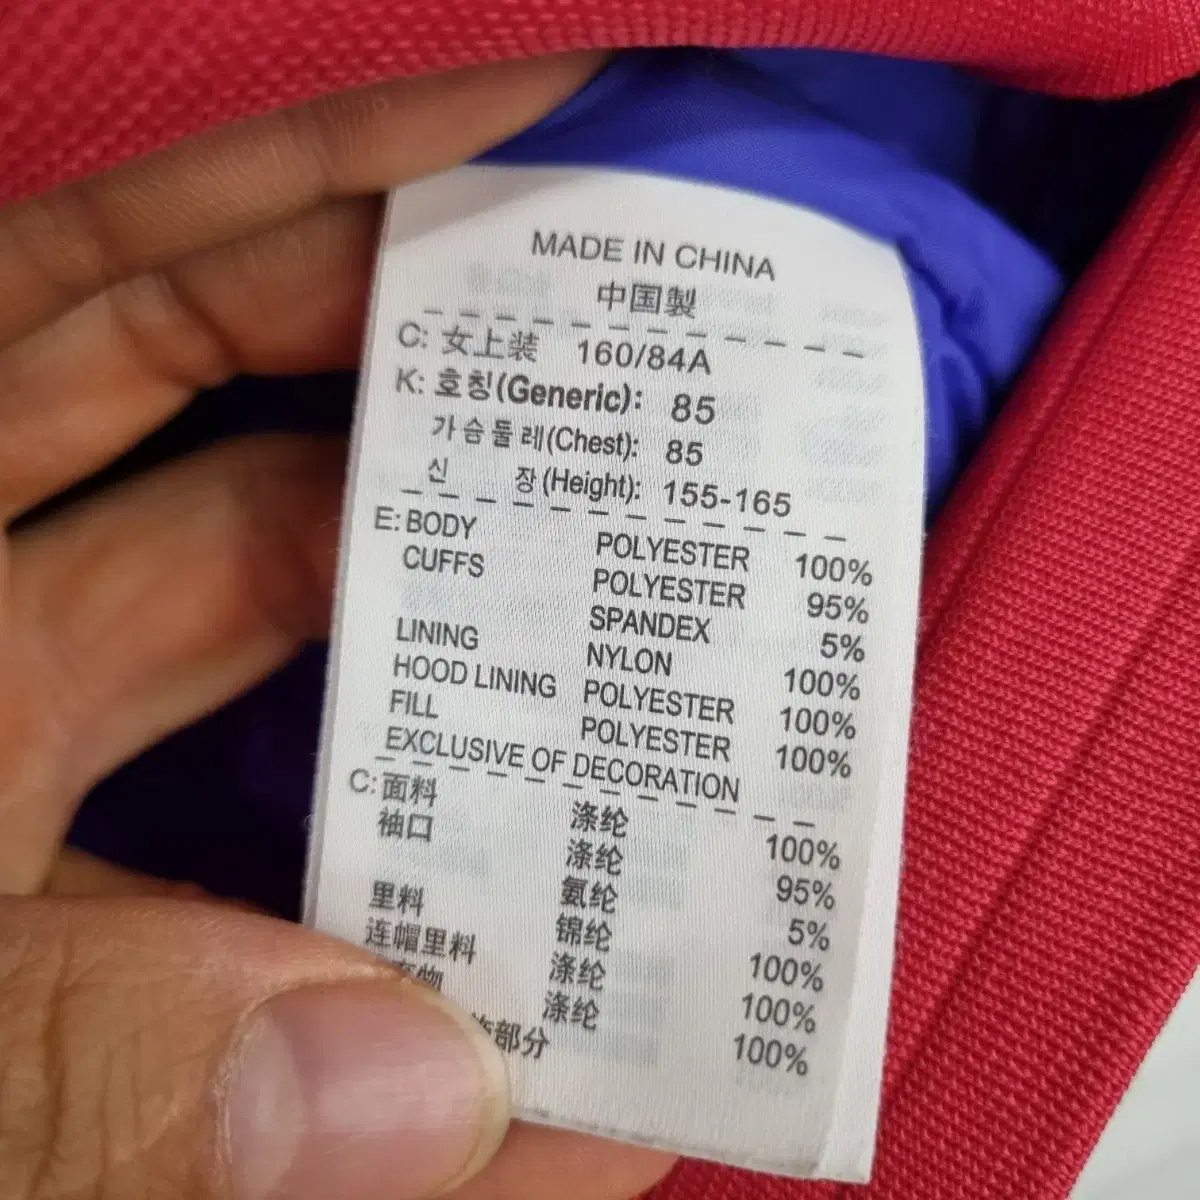 MADE IN CHINA
中国製
C: 女上装 160/84A
K: 호칭(Generic): 85
가슴둘레(Chest): 85
신 장(Height): 155-165
E: BODY POLYESTER 100%
CUFFS POLYESTER 95%
SPANDEX 5%
LINING NYLON 100%
HOOD LINING POLYESTER 100%
FILL POLYESTER 100%
EXCLUSIVE OF DECORATION
C: 面料 涤纶 100%
袖口 涤纶 95%
氨纶 5%
里料 锦纶 100%
连帽里料 涤纶 100%
物 涤纶 100%
部分